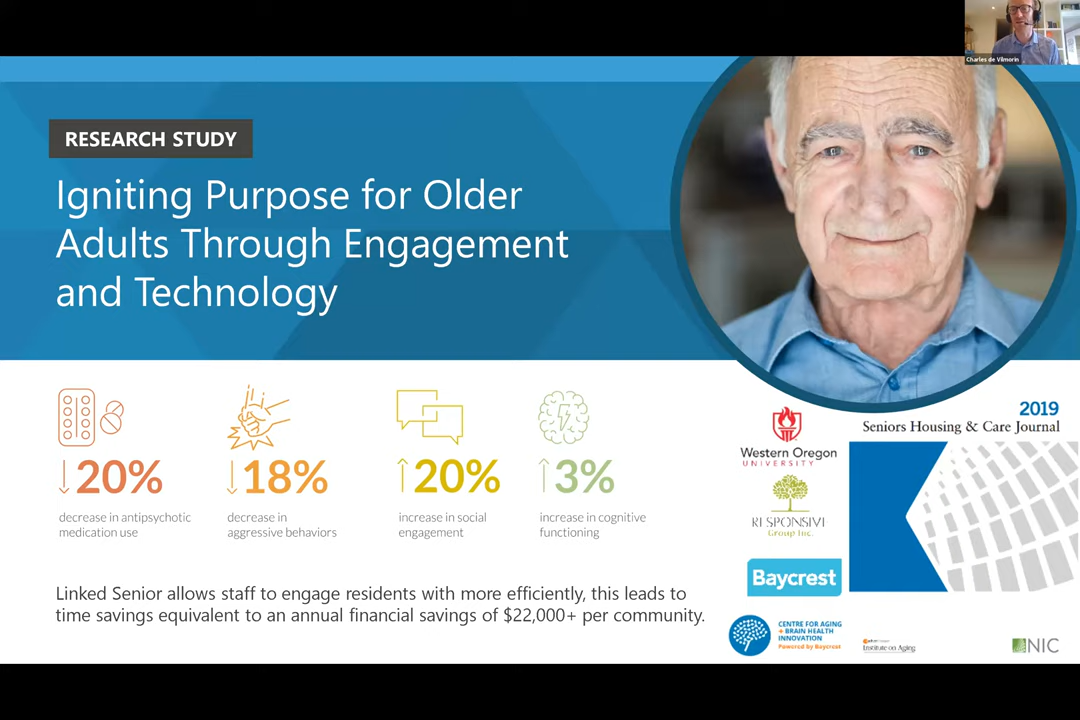 Charles de Vilmorin
RESEARCH STUDY
Igniting Purpose for Older
Adults Through Engagement
and Technology
↓20%
decrease in antipsychotic
medication use
↓18%
decrease in
aggressive behaviors
↑20%
increase in social
engagement
↑3%
increase in cognitive
functioning
Linked Senior allows staff to engage residents with more efficiently, this leads to
time savings equivalent to an annual financial savings of $22,000+ per community.
2019
Seniors Housing & Care Journal
Western Oregon
UNIVERSITY
RESPONSIVE
Group Inc.
Baycrest
CENTRE FOR AGING
+ BRAIN HEALTH
INNOVATION
Powered by Baycrest
Institute on Aging
NIC